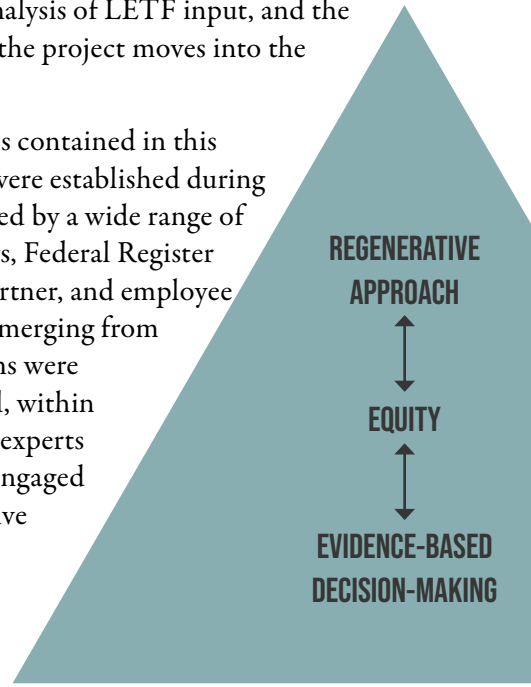 nalysis of LETF input, and the
the project moves into the
s contained in this
were established during
ed by a wide range of
s, Federal Register
rtner, and employee
merging from
ns were
l, within
experts
ngaged
ve
REGENERATIVE
APPROACH
EQUITY
EVIDENCE-BASED
DECISION-MAKING